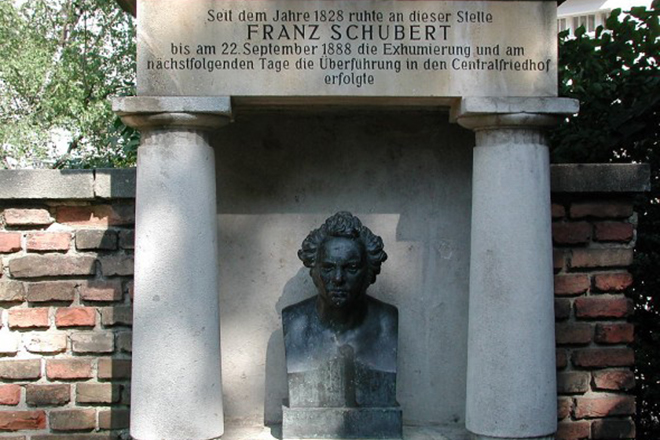 Seit dem Jahre 1828 ruhte an dieser Stelle
FRANZ SCHUBERT
bis am 22. September 1888 die Exhumierung und am
nächstfolgenden Tage die Überführung in den Centralfriedhof
erfolgte